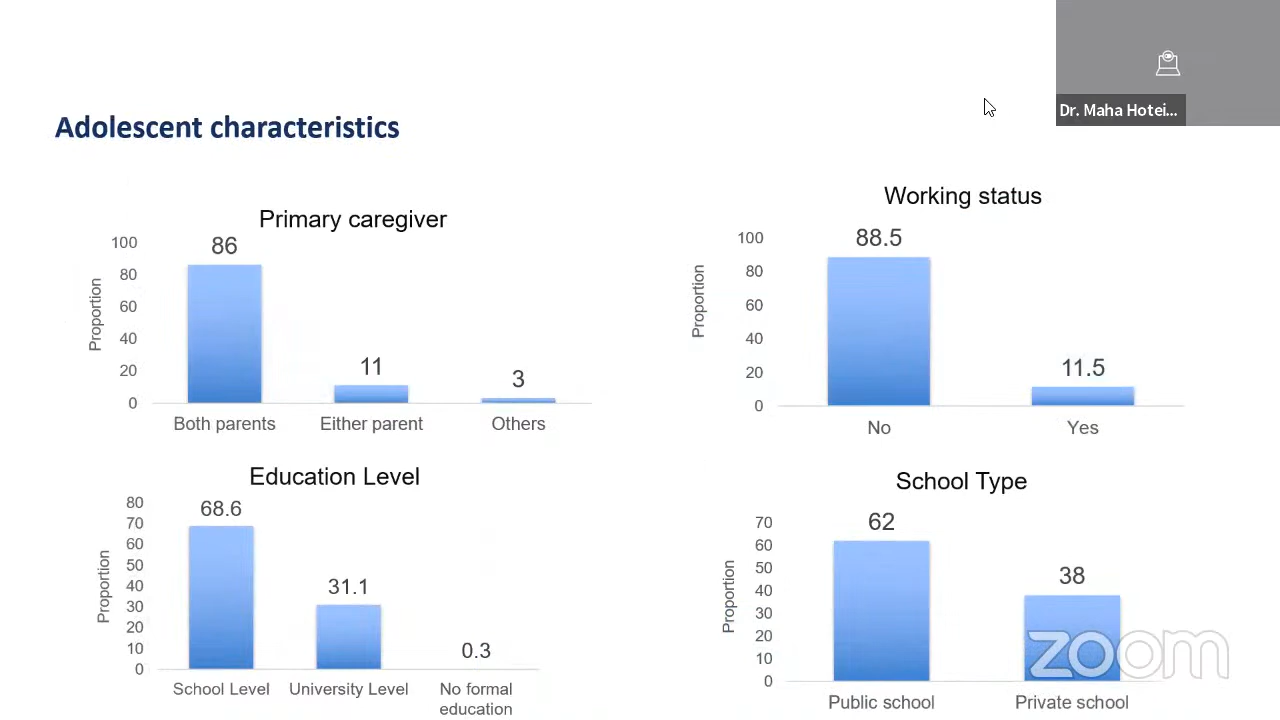 Dr. Maha Hotei...
Adolescent characteristics
Primary caregiver
Proportion
100
80
60
40
20
0
86
11
3
Both parents
Either parent
Others
Working status
Proportion
100
80
60
40
20
0
88.5
11.5
No
Yes
Education Level
Proportion
80
70
60
50
40
30
20
10
0
68.6
31.1
0.3
School Level
University Level
No formal
education
School Type
Proportion
70
60
50
40
30
20
10
0
62
38
Public school
Private school
zoom